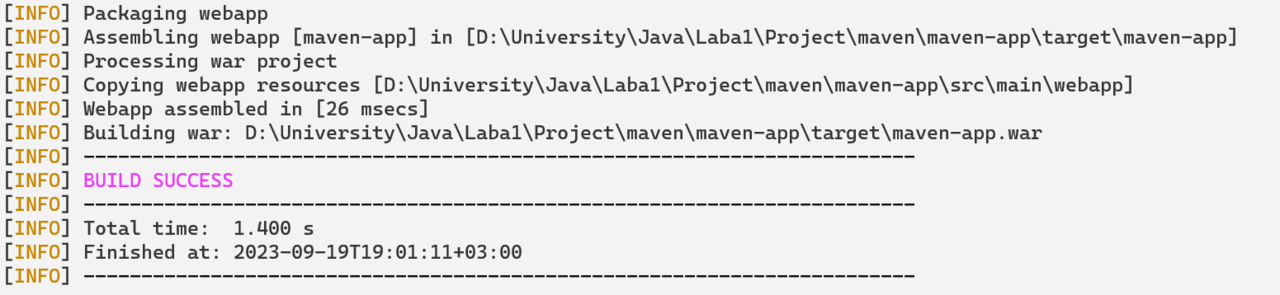 [INFO] Packaging webapp
[INFO] Assembling webapp [maven-app] in [D:\University\Java\Laba1\Project\maven\maven-app\target\maven-app]
[INFO] Processing war project
[INFO] Copying webapp resources [D:\University\Java\Laba1\Project\maven\maven-app\src\main\webapp]
[INFO] Webapp assembled in [26 msecs]
[INFO] Building war: D:\University\Java\Laba1\Project\maven\maven-app\target\maven-app.war
[INFO] ------------------------------------------------------------------------
[INFO] BUILD SUCCESS
[INFO] ------------------------------------------------------------------------
[INFO] Total time:  1.400 s
[INFO] Finished at: 2023-09-19T19:01:11+03:00
[INFO] ------------------------------------------------------------------------